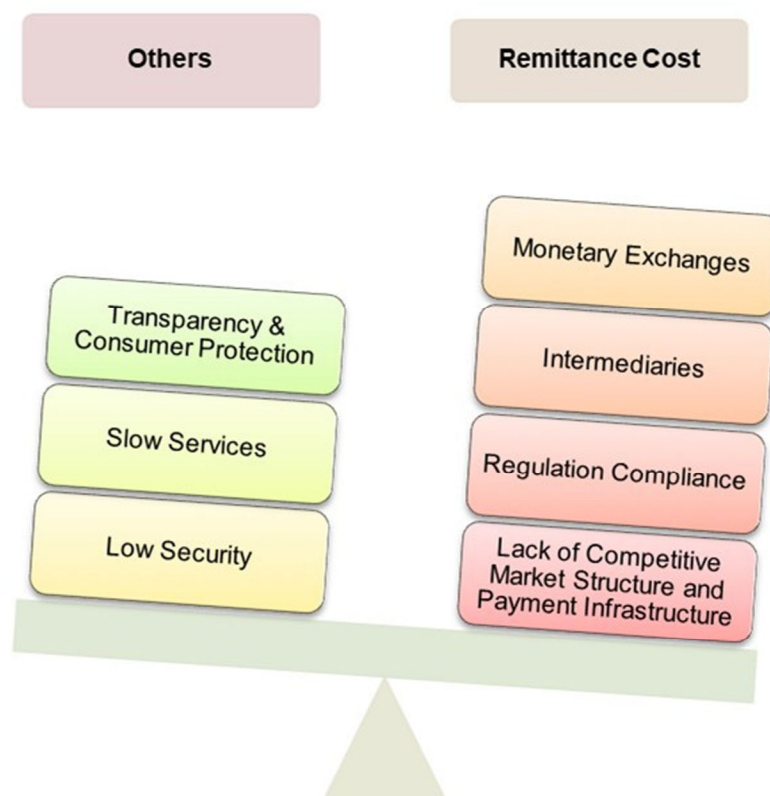 Others
Remittance Cost
Transparency &
Consumer Protection
Slow Services
Low Security
Monetary Exchanges
Intermediaries
Regulation Compliance
Lack of Competitive
Market Structure and
Payment Infrastructure